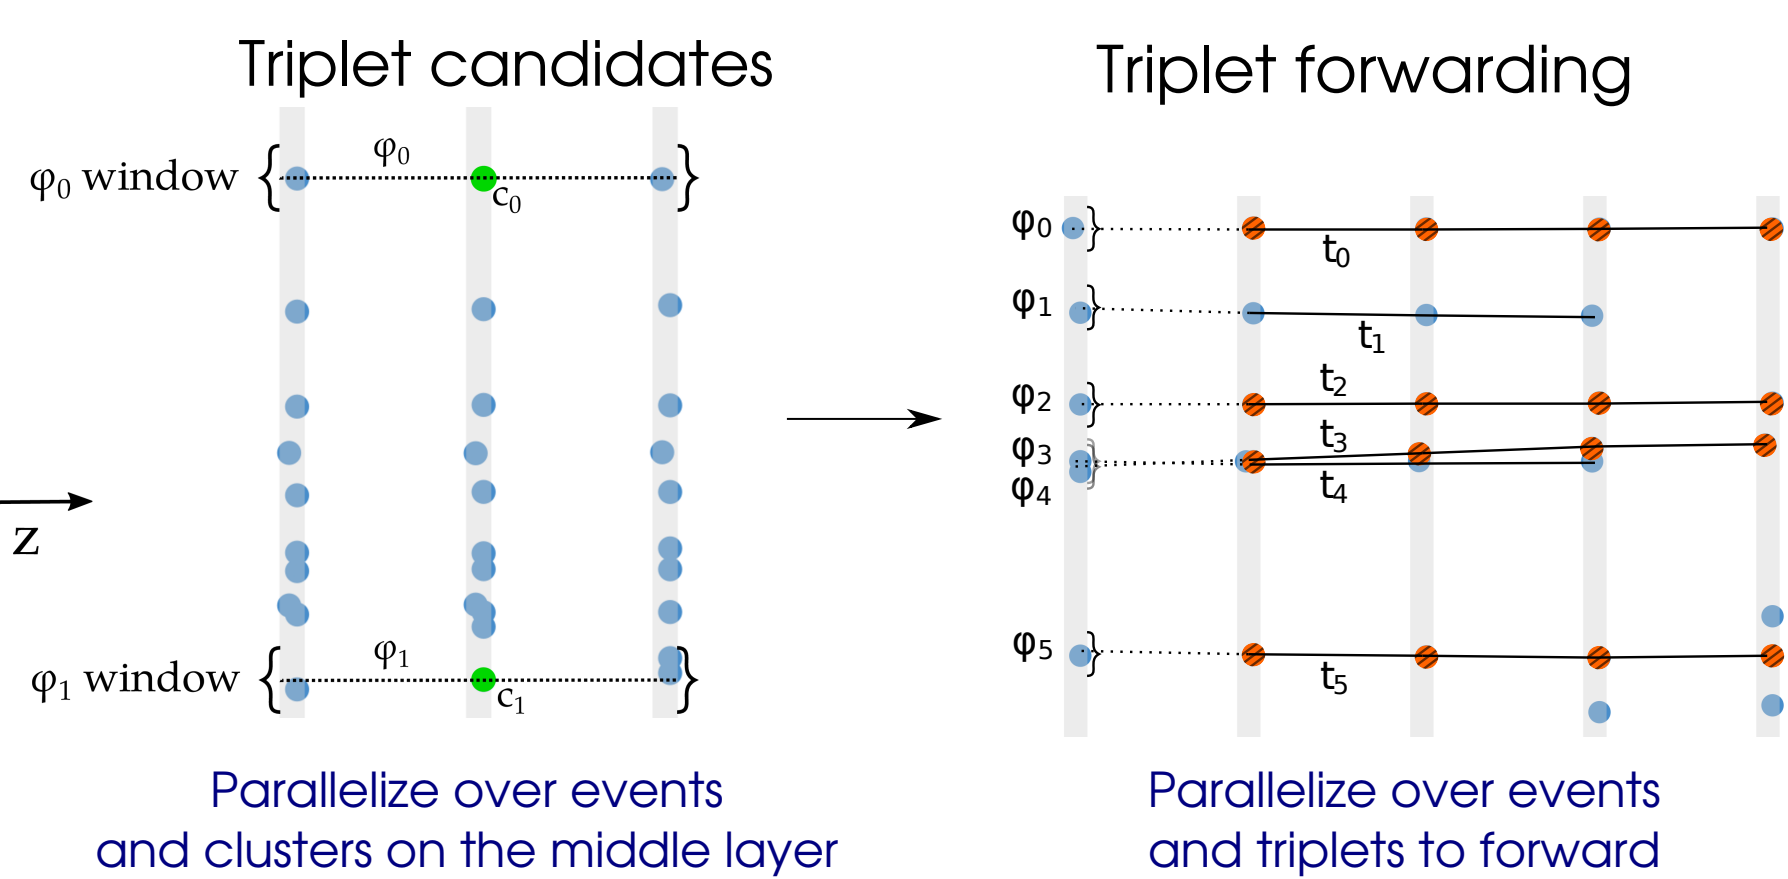 Triplet candidates
φ₀ window
φ₀
c₀
z
φ₁ window
φ₁
c₁
Parallelize over events
and clusters on the middle layer
Triplet forwarding
φ₀
t₀
φ₁
t₁
φ₂
t₂
φ₃
t₃
φ₄
t₄
φ₅
t₅
Parallelize over events
and triplets to forward